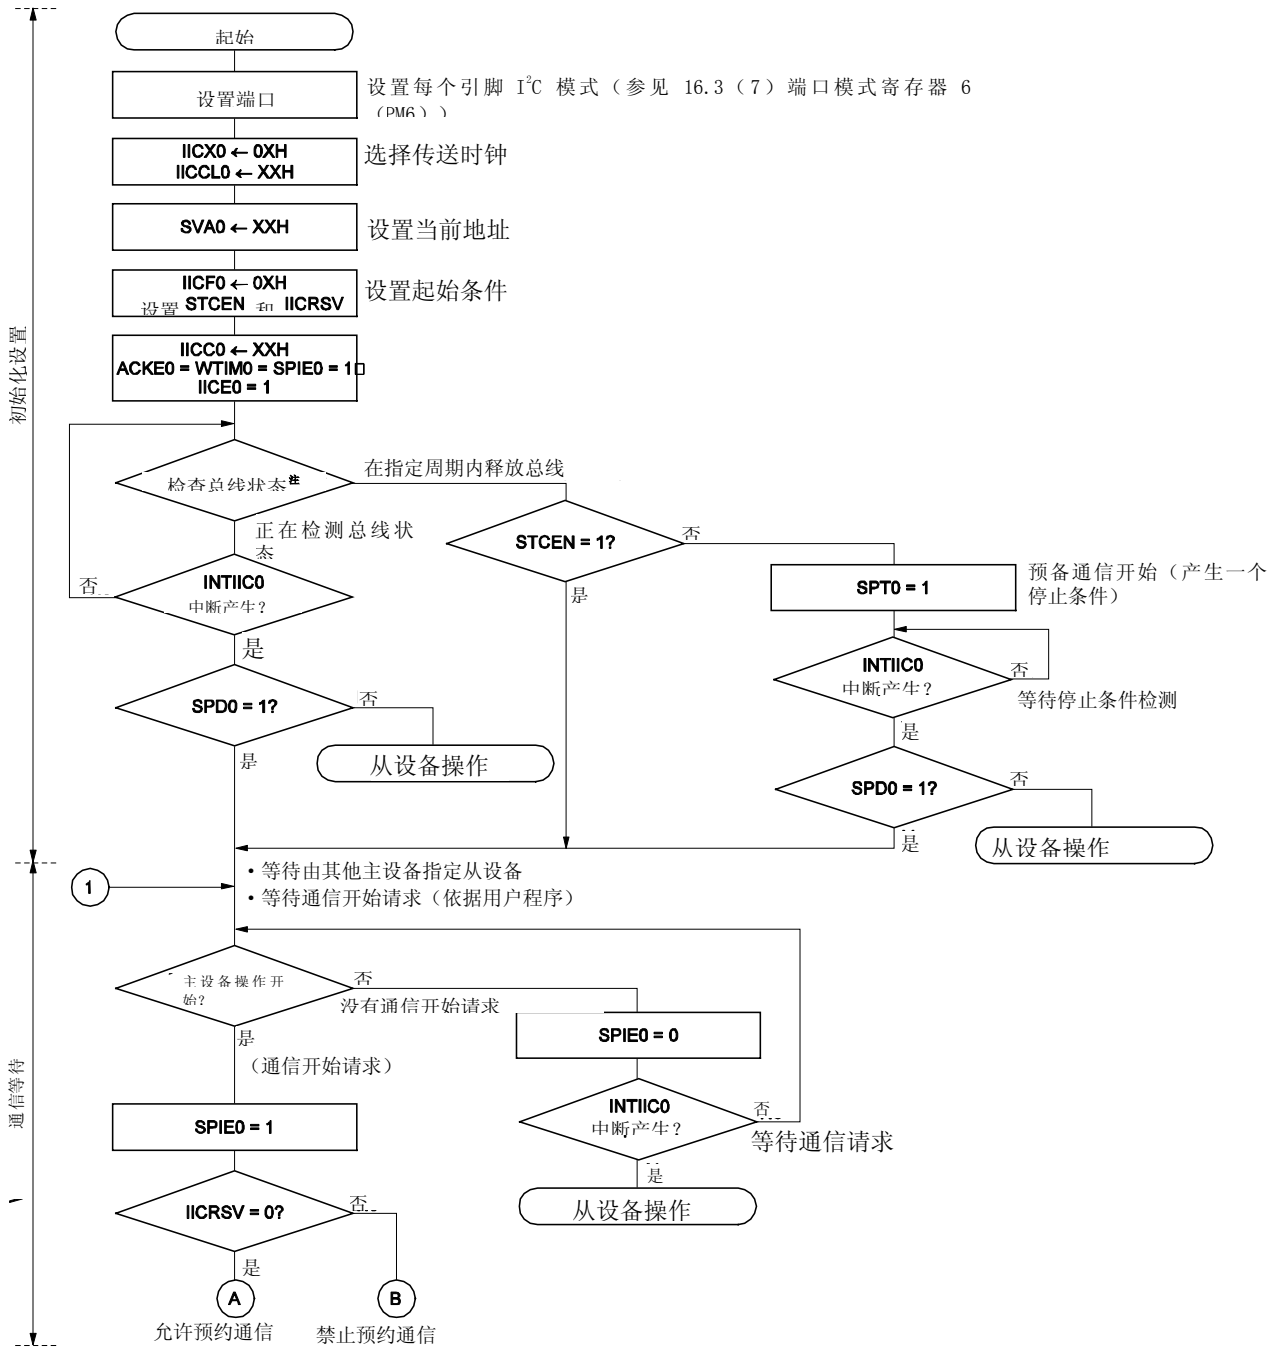 起始
设置端口
设置每个引脚 I²C 模式（参见 16.3（7）端口模式寄存器 6
（PM6））
IICX0 ← 0XH
IICCL0 ← XXH
选择传送时钟
SVA0 ← XXH
设置当前地址
IICF0 ← 0XH
设置 STCEN 和 IICRSV
设置起始条件
IICC0 ← XXH
ACKE0 = WTIM0 = SPIE0 = 1□
IICE0 = 1
初始化设置
检查总线状态注
在指定周期内释放总线
正在检测总线状
态
STCEN = 1?
否
是
INTIIC0
中断产生？
否
是
SPT0 = 1
预备通信开始（产生一个
停止条件）
INTIIC0
中断产生？
否
等待停止条件检测
是
SPD0 = 1?
否
是
从设备操作
SPD0 = 1?
否
是
从设备操作
• 等待由其他主设备指定从设备
• 等待通信开始请求（依据用户程序）
1
通信等待
主设备操作开
始？
否
没有通信开始请求
是
（通信开始请求）
SPIE0 = 0
INTIIC0
中断产生？
否
等待通信请求
是
从设备操作
SPIE0 = 1
IICRSV = 0?
否
是
A
B
允许预约通信
禁止预约通信